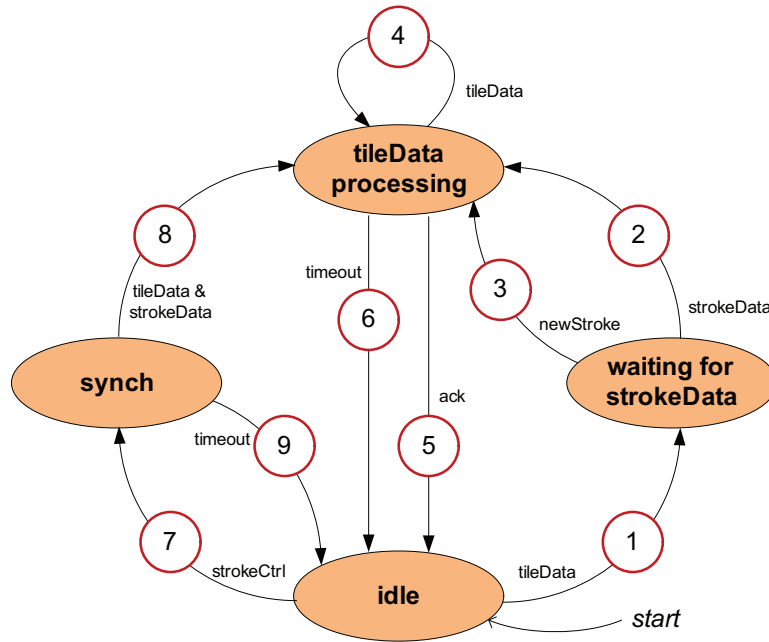 4
tileData
tileData
processing
8
2
timeout
3
tileData &
strokeData
6
strokeData
newStroke
synch
waiting for
strokeData
ack
timeout
9
5
7
1
strokeCtrl
tileData
idle
start